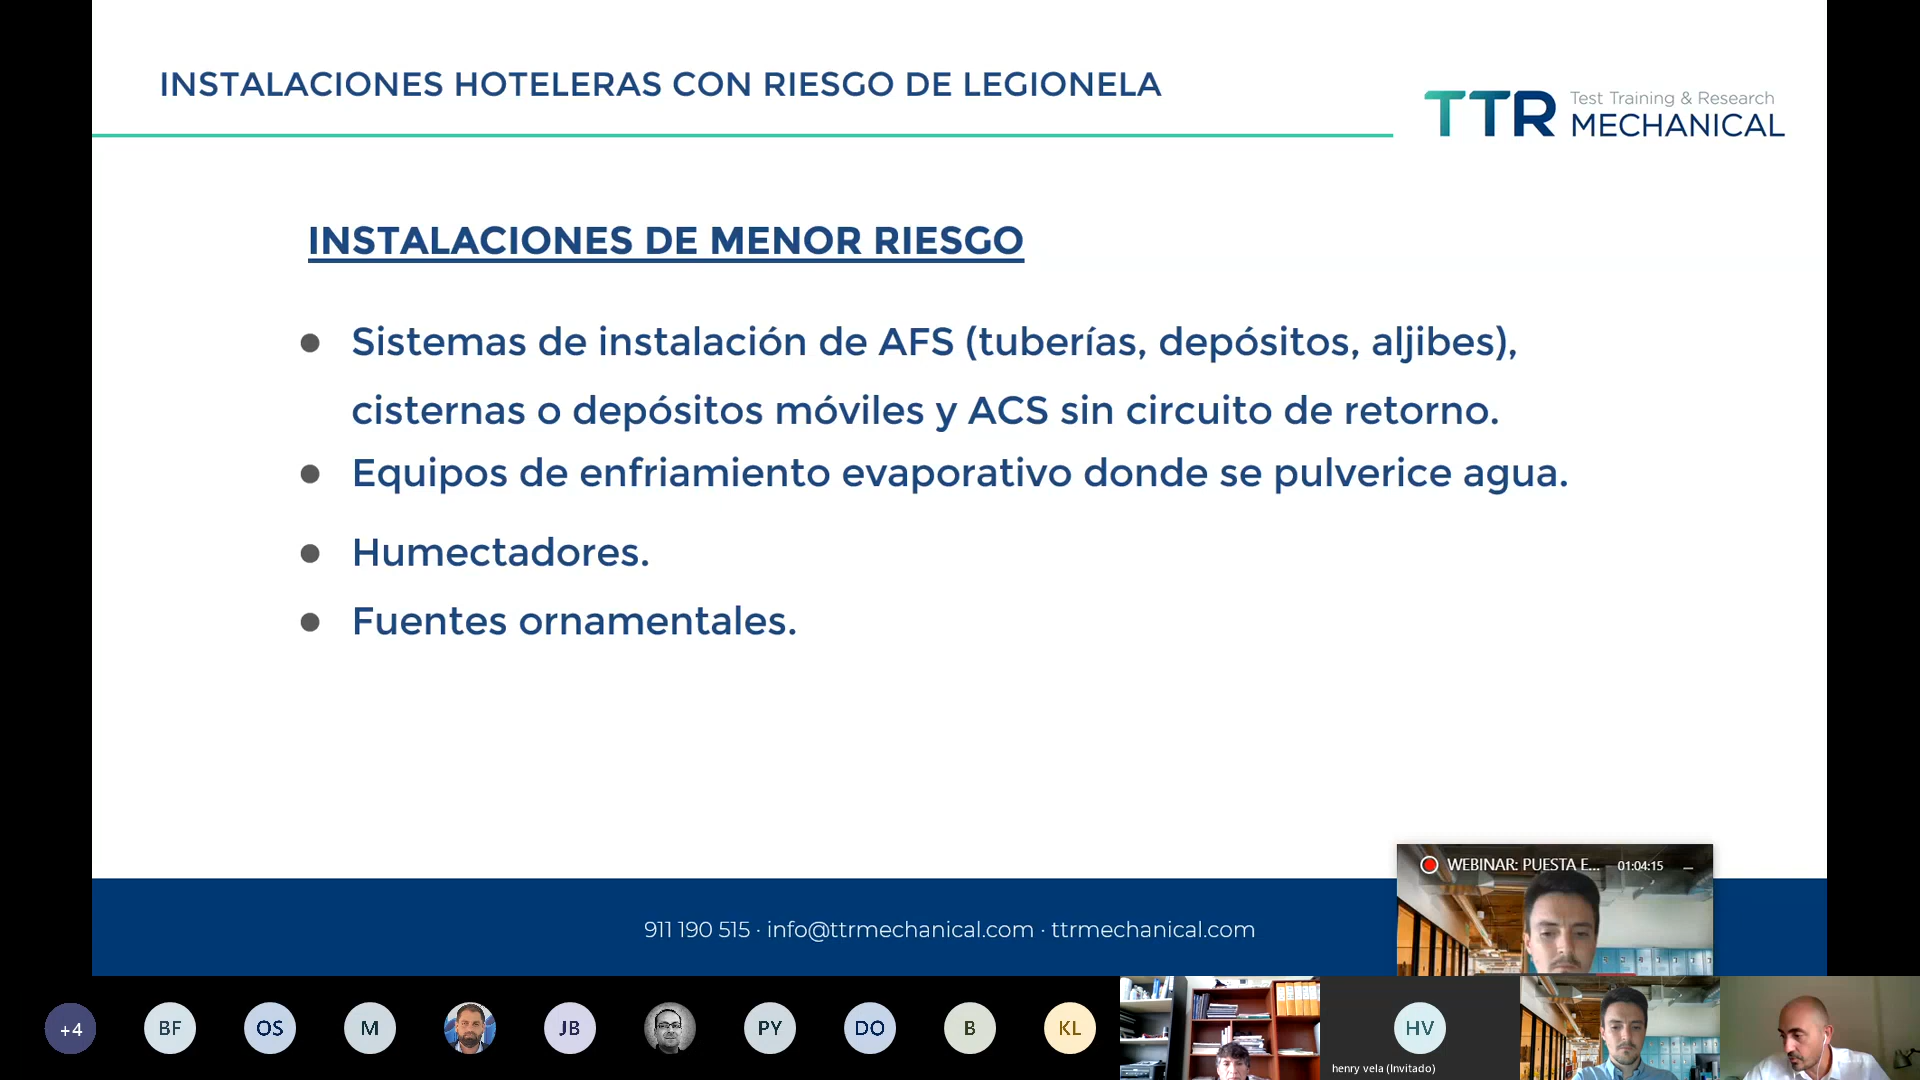 INSTALACIONES HOTELERAS CON RIESGO DE LEGIONELA
TTR Test Training & Research
MECHANICAL
INSTALACIONES DE MENOR RIESGO
● Sistemas de instalación de AFS (tuberías, depósitos, aljibes),
cisternas o depósitos móviles y ACS sin circuito de retorno.
● Equipos de enfriamiento evaporativo donde se pulverice agua.
● Humectadores.
● Fuentes ornamentales.
WEBINAR: PUESTA E... 01:04:15
911 190 515 · info@ttrmechanical.com · ttrmechanical.com
+4 BF OS M JB PY DO B KL HV
henry vela (Invitado)